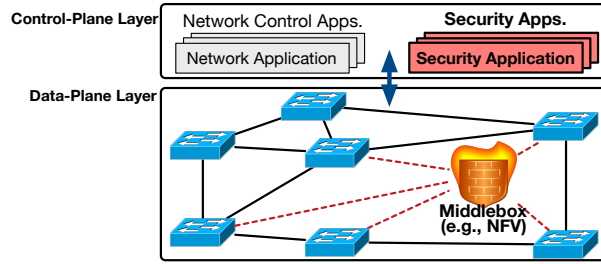 Control-Plane Layer
Network Control Apps.
Security Apps.
Network Application
Security Application
Data-Plane Layer
Middlebox
(e.g., NFV)